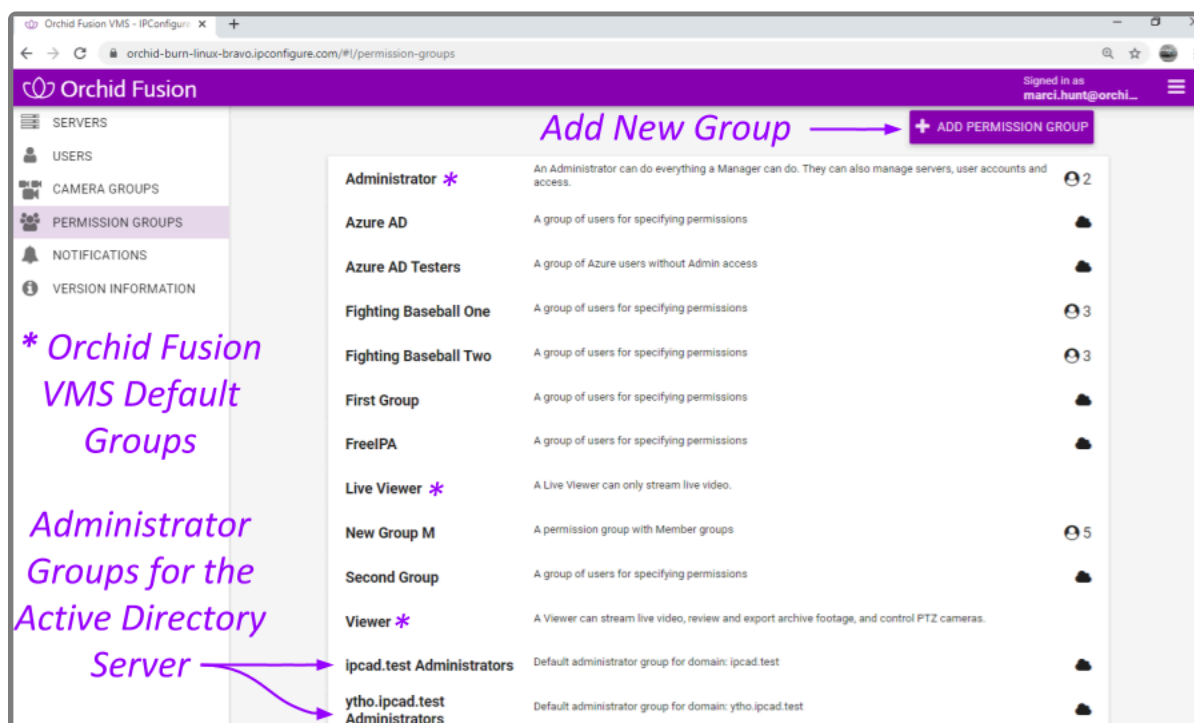 Orchid Fusion VMS - IPConfigur
orchid-burn-linux-bravo.ipconfigure.com/#!/permission-groups
Orchid Fusion
Signed in as
marci.hunt@orchi...
SERVERS
USERS
CAMERA GROUPS
PERMISSION GROUPS
NOTIFICATIONS
VERSION INFORMATION
* Orchid Fusion
VMS Default
Groups
Administrator
Groups for the
Active Directory
Server
Add New Group
+ ADD PERMISSION GROUP
Administrator * An Administrator can do everything a Manager can do. They can also manage servers, user accounts and 2
access.
Azure AD A group of users for specifying permissions
Azure AD Testers A group of Azure users without Admin access
Fighting Baseball One A group of users for specifying permissions 3
Fighting Baseball Two A group of users for specifying permissions 3
First Group A group of users for specifying permissions
FreeIPA A group of users for specifying permissions
Live Viewer * A Live Viewer can only stream live video.
New Group M A permission group with Member groups 5
Second Group A group of users for specifying permissions
Viewer * A Viewer can stream live video, review and export archive footage, and control PTZ cameras.
ipcad.test Administrators Default administrator group for domain: ipcad.test
ytho.ipcad.test Default administrator group for domain: ytho.ipcad.test
Administrators